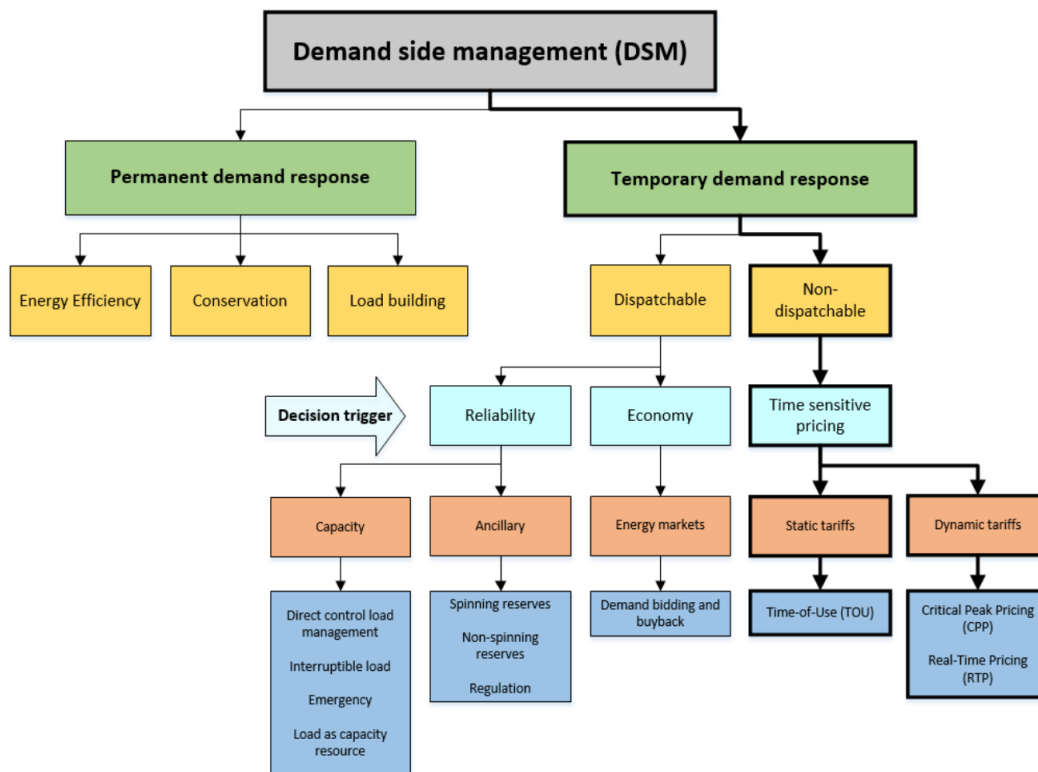 Demand side management (DSM)
Permanent demand response
Temporary demand response
Energy Efficiency
Conservation
Load building
Dispatchable
Non-
dispatchable
Decision trigger
Reliability
Economy
Time sensitive
pricing
Capacity
Ancillary
Energy markets
Static tariffs
Dynamic tariffs
Direct control load
management
Interruptible load
Emergency
Load as capacity
resource
Spinning reserves
Non-spinning
reserves
Regulation
Demand bidding and
buyback
Time-of-Use (TOU)
Critical Peak Pricing
(CPP)
Real-Time Pricing
(RTP)